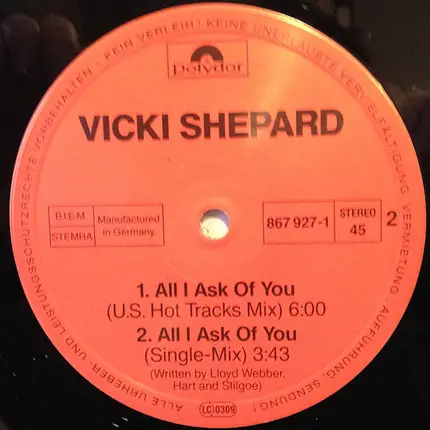 ALLE URHEBER- UND LEISTUNGSSCHUTZRECHTE VORBEHALTEN - KEIN VERLEIH! KEINE UNERLAUBTE VERVIELFÄLTIGUNG, VERMIETUNG, AUFFÜHRUNG, SENDUNG!
polydor
VICKI SHEPARD
B.I.E.M
STEMRA
Manufactured
in Germany.
867 927-1
STEREO
45
2
1. All I Ask Of You
(U.S. Hot Tracks Mix) 6:00
2. All I Ask Of You
(Single-Mix) 3:43
(Written by Lloyd Webber,
Hart and Stilgoe)
LC 0309